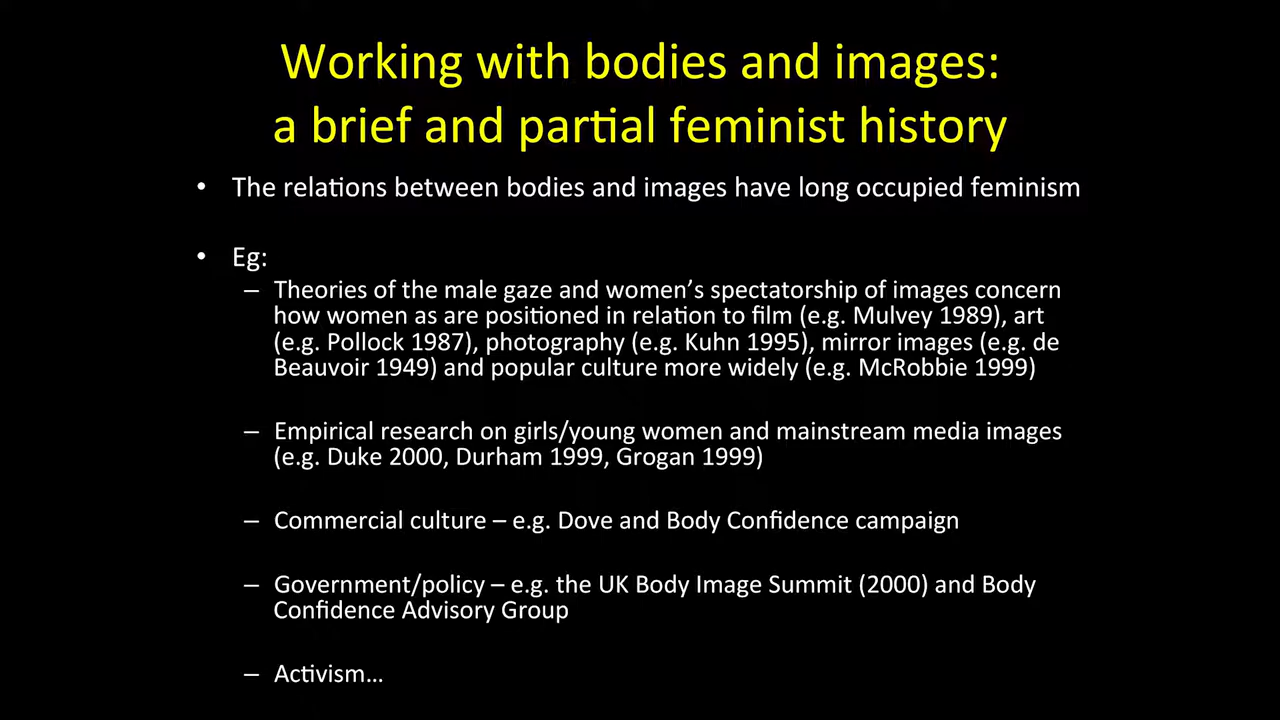 Working with bodies and images:
a brief and partial feminist history
• The relations between bodies and images have long occupied feminism
• Eg:
– Theories of the male gaze and women’s spectatorship of images concern
how women as are positioned in relation to film (e.g. Mulvey 1989), art
(e.g. Pollock 1987), photography (e.g. Kuhn 1995), mirror images (e.g. de
Beauvoir 1949) and popular culture more widely (e.g. McRobbie 1999)
– Empirical research on girls/young women and mainstream media images
(e.g. Duke 2000, Durham 1999, Grogan 1999)
– Commercial culture – e.g. Dove and Body Confidence campaign
– Government/policy – e.g. the UK Body Image Summit (2000) and Body
Confidence Advisory Group
– Activism…